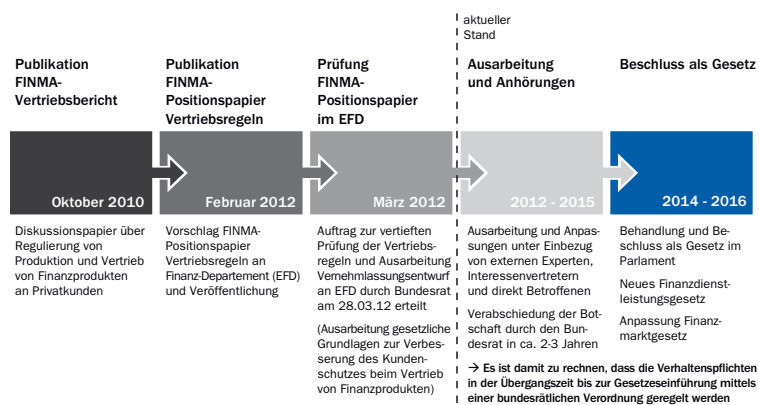 aktueller
Stand
Publikation
FINMA-
Vertriebsbericht
Publikation
FINMA-
Positionspapier
Vertriebsregeln
Prüfung
FINMA-
Positionspapier
im EFD
Ausarbeitung
und Anhörungen
Beschluss als Gesetz
Oktober 2010
Februar 2012
März 2012
2012 - 2015
2014 - 2016
Diskussionspapier über
Regulierung von
Produktion und Vertrieb
von Finanzprodukten
an Privatkunden
Vorschlag FINMA-
Positionspapier
Vertriebsregeln an
Finanz-Departement (EFD)
und Veröffentlichung
Auftrag zur vertieften
Prüfung der Vertriebs-
regeln und Ausarbeitung
Vernehmlassungsentwurf
an EFD durch Bundesrat
am 28.03.12 erteilt
(Ausarbeitung gesetzliche
Grundlagen zur Verbes-
serung des Kunden-
schutzes beim Vertrieb
von Finanzprodukten)
Ausarbeitung und Anpas-
sungen unter Einbezug
von externen Experten,
Interessenvertretern
und direkt Betroffenen
Verabschiedung der Bot-
schaft durch den Bun-
desrat in ca. 2-3 Jahren
Behandlung und Be-
schluss als Gesetz im
Parlament
Neues Finanzdienst-
leistungsgesetz
Anpassung Finanz-
marktgesetz
→ Es ist damit zu rechnen, dass die Verhaltenspflichten
in der Übergangszeit bis zur Gesetzeseinführung mittels
einer bundesrätlichen Verordnung geregelt werden